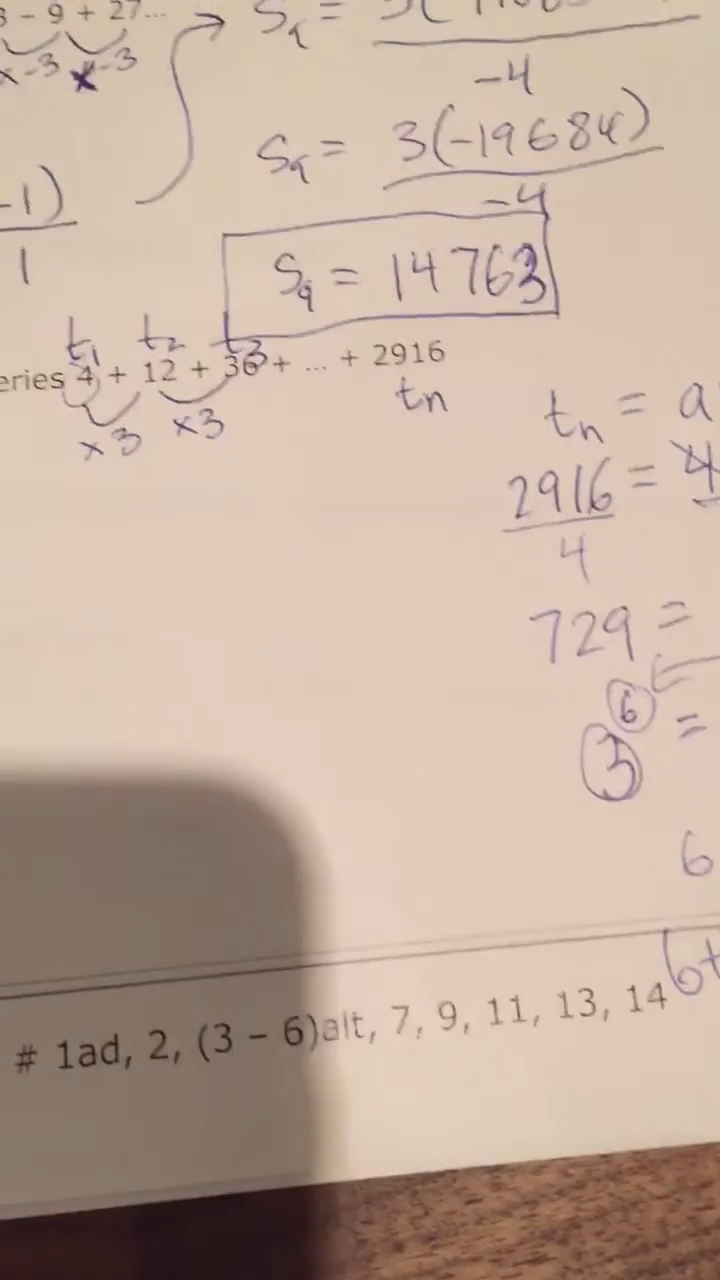 3 - 9 + 27...
x-3 x-3
S9 =
-4
S9 = 3(-19684)
-4
-1)
1
S9 = 14763
t1 t2 t3
eries 4 + 12 + 36 + ... + 2916
x3 x3
tn
tn = a
2916 = 4
4
729 =
3^6 =
6
6+
# 1ad, 2, (3 - 6)alt, 7, 9, 11, 13, 14